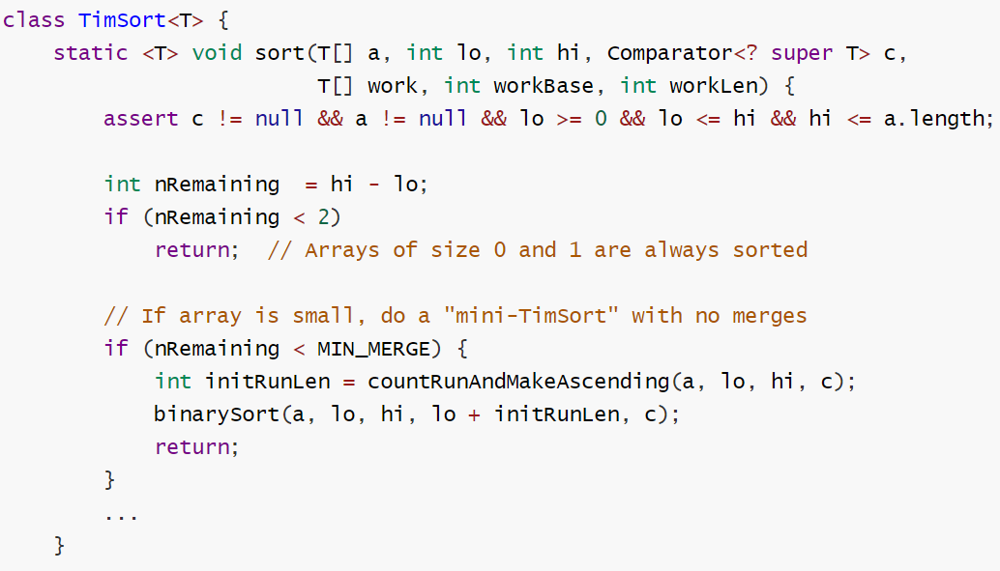 class TimSort<T> {
    static <T> void sort(T[] a, int lo, int hi, Comparator<? super T> c,
                         T[] work, int workBase, int workLen) {
        assert c != null && a != null && lo >= 0 && lo <= hi && hi <= a.length;

        int nRemaining  = hi - lo;
        if (nRemaining < 2)
            return;  // Arrays of size 0 and 1 are always sorted

        // If array is small, do a "mini-TimSort" with no merges
        if (nRemaining < MIN_MERGE) {
            int initRunLen = countRunAndMakeAscending(a, lo, hi, c);
            binarySort(a, lo, hi, lo + initRunLen, c);
            return;
        }
        ...
    }